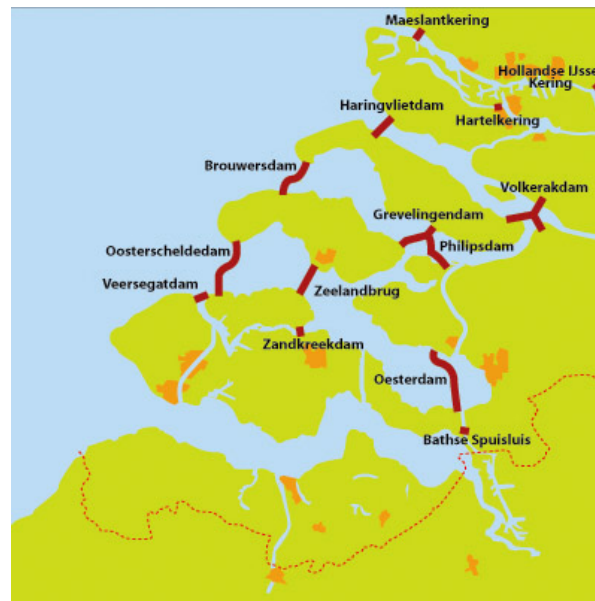 Maeslantkering
Hollandse IJsse
Kering
Haringvlietdam
Hartelkering
Brouwersdam
Volkerakdam
Grevelingendam
Oosterscheldedam
Philipsdam
Veersegatdam
Zeelandbrug
Zandkreekdam
Oesterdam
Bathse Spuisluis